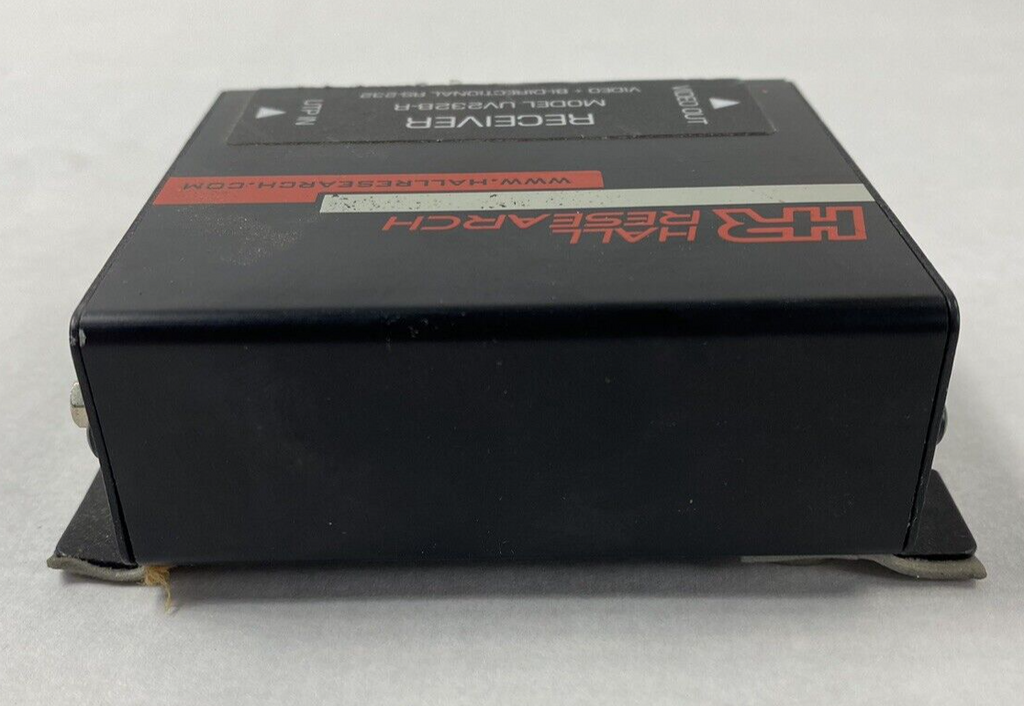 HR HALL
RESEARCH
WWW.HALLRESEARCH.COM
VIDEO OUT
RECEIVER
MODEL UV232B-R
VIDEO + BI-DIRECTIONAL RS-232
UTP IN